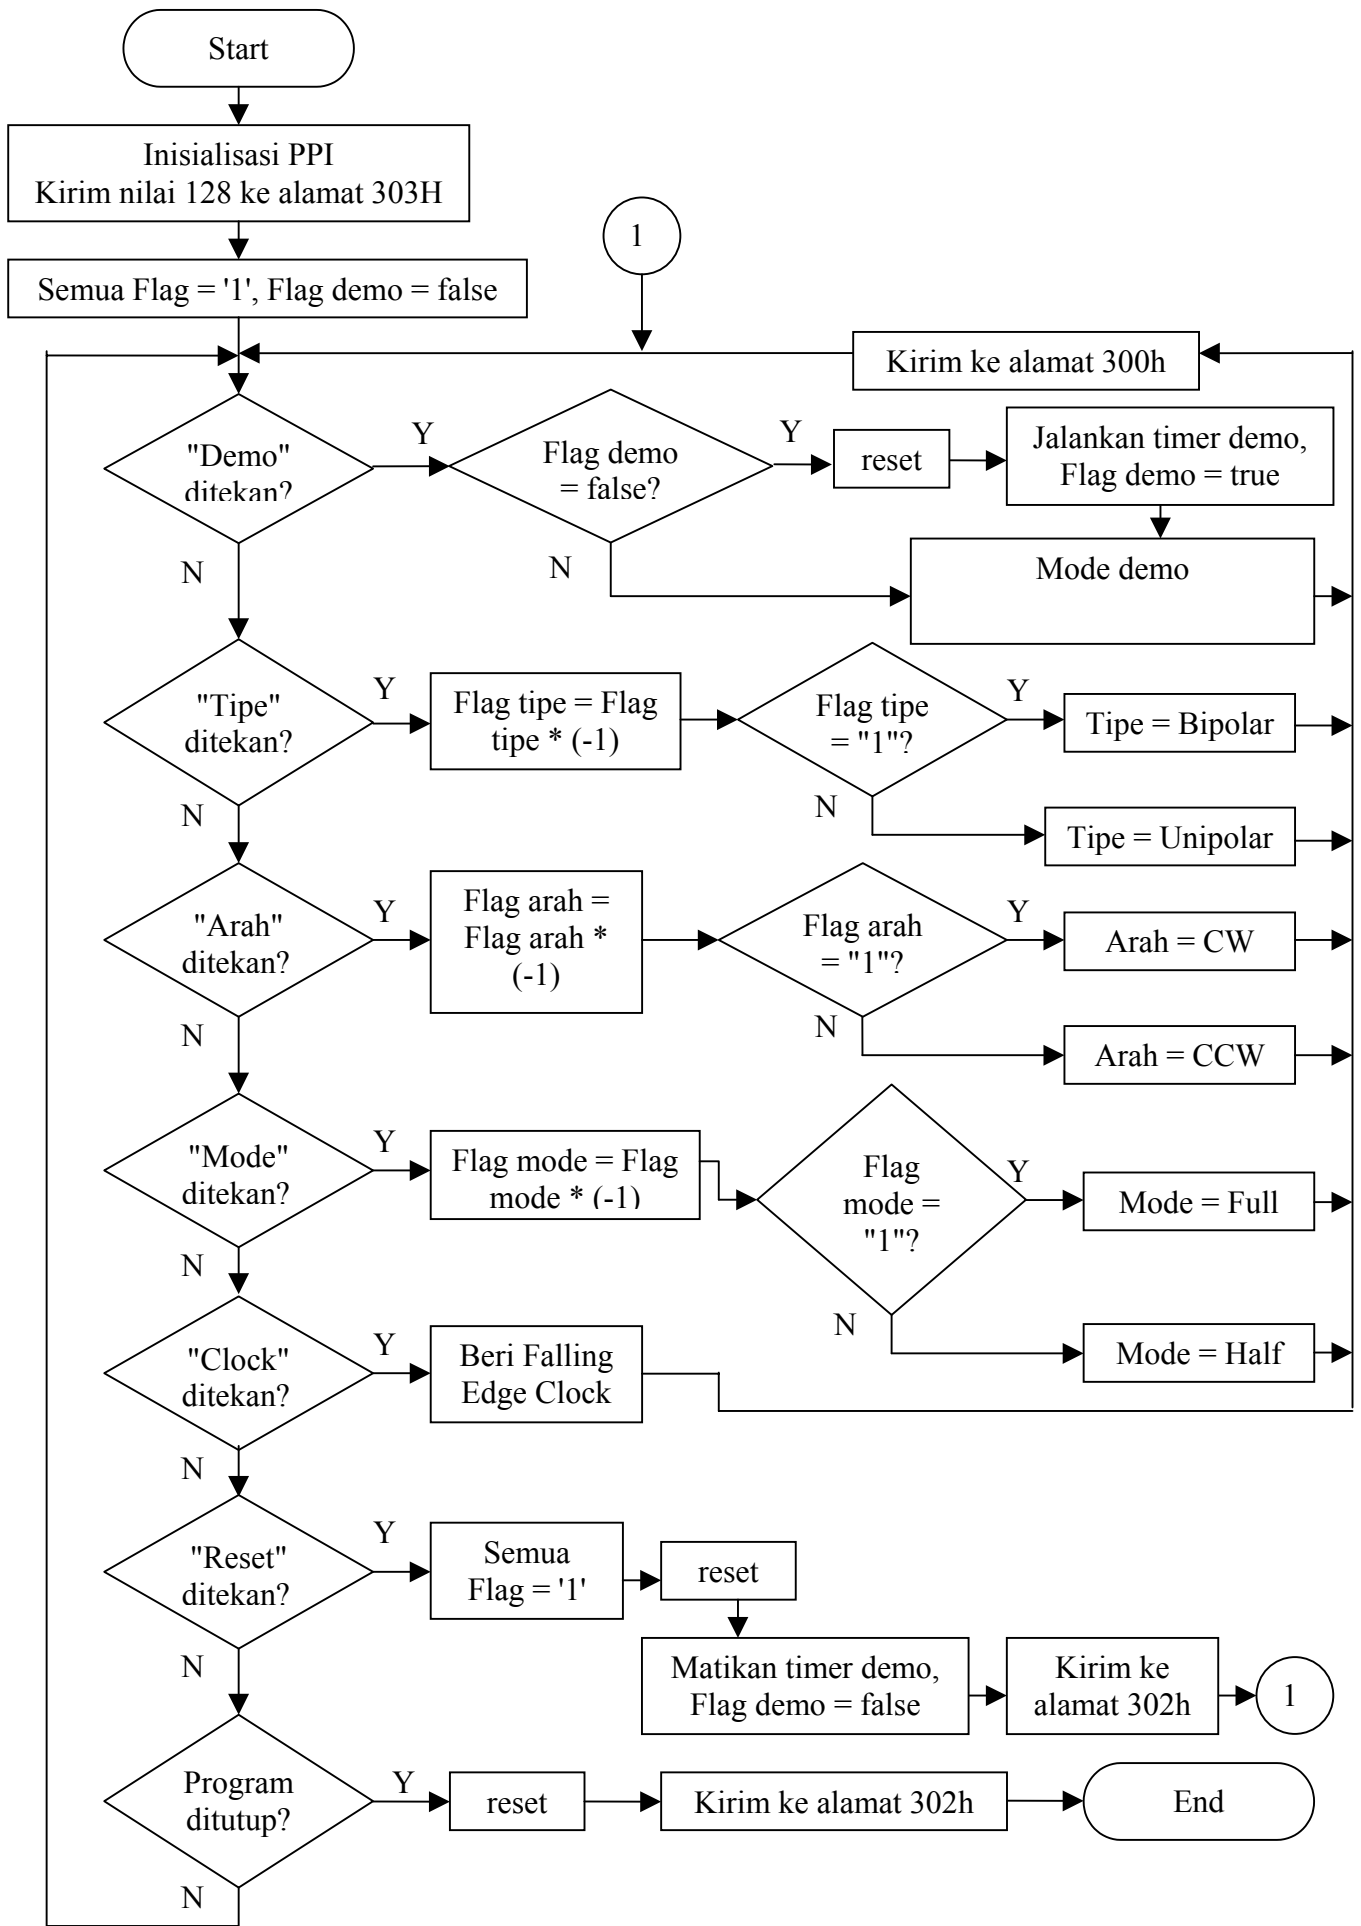 Start
Inisialisasi PPI
Kirim nilai 128 ke alamat 303H
1
Semua Flag = '1', Flag demo = false
Kirim ke alamat 300h
"Demo"
ditekan?
Y
Flag demo
= false?
Y
reset
Jalankan timer demo,
Flag demo = true
N
N
Mode demo
"Tipe"
ditekan?
Y
Flag tipe = Flag
tipe * (-1)
Flag tipe
= "1"?
Y
Tipe = Bipolar
N
N
Tipe = Unipolar
"Arah"
ditekan?
Y
Flag arah =
Flag arah *
(-1)
Flag arah
= "1"?
Y
Arah = CW
N
N
Arah = CCW
"Mode"
ditekan?
Y
Flag mode = Flag
mode * (-1)
Flag
mode =
"1"?
Y
Mode = Full
N
N
Mode = Half
"Clock"
ditekan?
Y
Beri Falling
Edge Clock
N
"Reset"
ditekan?
Y
Semua
Flag = '1'
reset
N
Matikan timer demo,
Flag demo = false
Kirim ke
alamat 302h
1
Program
ditutup?
Y
reset
Kirim ke alamat 302h
End
N